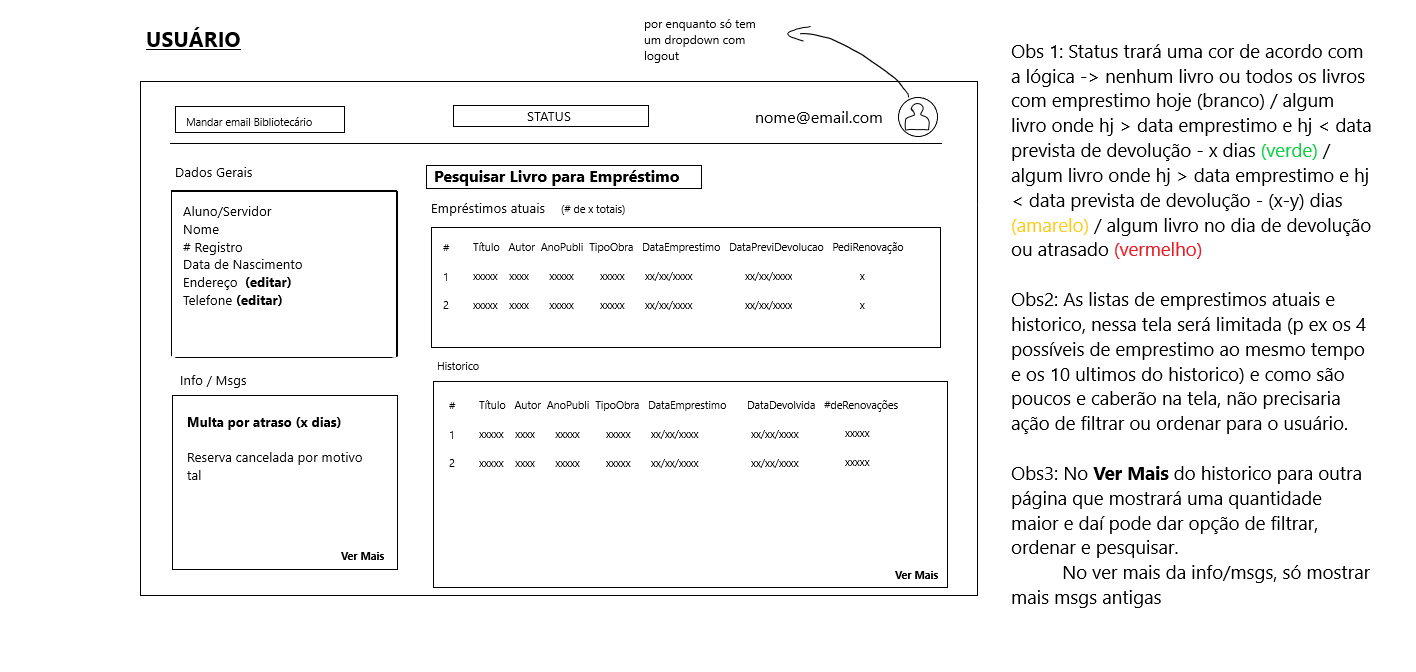 USUÁRIO
por enquanto só tem
um dropdown com
logout
Mandar email Bibliotecário
STATUS
nome@email.com
Dados Gerais
Aluno/Servidor
Nome
# Registro
Data de Nascimento
Endereço (editar)
Telefone (editar)
Info / Msgs
Multa por atraso (x dias)
Reserva cancelada por motivo
tal
Ver Mais
Pesquisar Livro para Empréstimo
Empréstimos atuais (# de x totais)
# Título Autor AnoPubli TipoObra DataEmprestimo DataPreviDevolucao PediRenovação
1 xxxxx xxxx xxxxx xxxxx xx/xx/xxxx xx/xx/xxxx x
2 xxxxx xxxx xxxxx xxxxx xx/xx/xxxx xx/xx/xxxx x
Historico
# Título Autor AnoPubli TipoObra DataEmprestimo DataDevolvida #deRenovações
1 xxxxx xxxx xxxxx xxxxx xx/xx/xxxx xx/xx/xxxx xxxxx
2 xxxxx xxxx xxxxx xxxxx xx/xx/xxxx xx/xx/xxxx xxxxx
Ver Mais
Obs 1: Status trará uma cor de acordo com
a lógica -> nenhum livro ou todos os livros
com emprestimo hoje (branco) / algum
livro onde hj > data emprestimo e hj < data
prevista de devolução - x dias (verde) /
algum livro onde hj > data emprestimo e hj
< data prevista de devolução - (x-y) dias
(amarelo) / algum livro no dia de devolução
ou atrasado (vermelho)
Obs2: As listas de emprestimos atuais e
historico, nessa tela será limitada (p ex os 4
possíveis de emprestimo ao mesmo tempo
e os 10 ultimos do historico) e como são
poucos e caberão na tela, não precisaria
ação de filtrar ou ordenar para o usuário.
Obs3: No Ver Mais do historico para outra
página que mostrará uma quantidade
maior e daí pode dar opção de filtrar,
ordenar e pesquisar.
No ver mais da info/msgs, só mostrar
mais msgs antigas